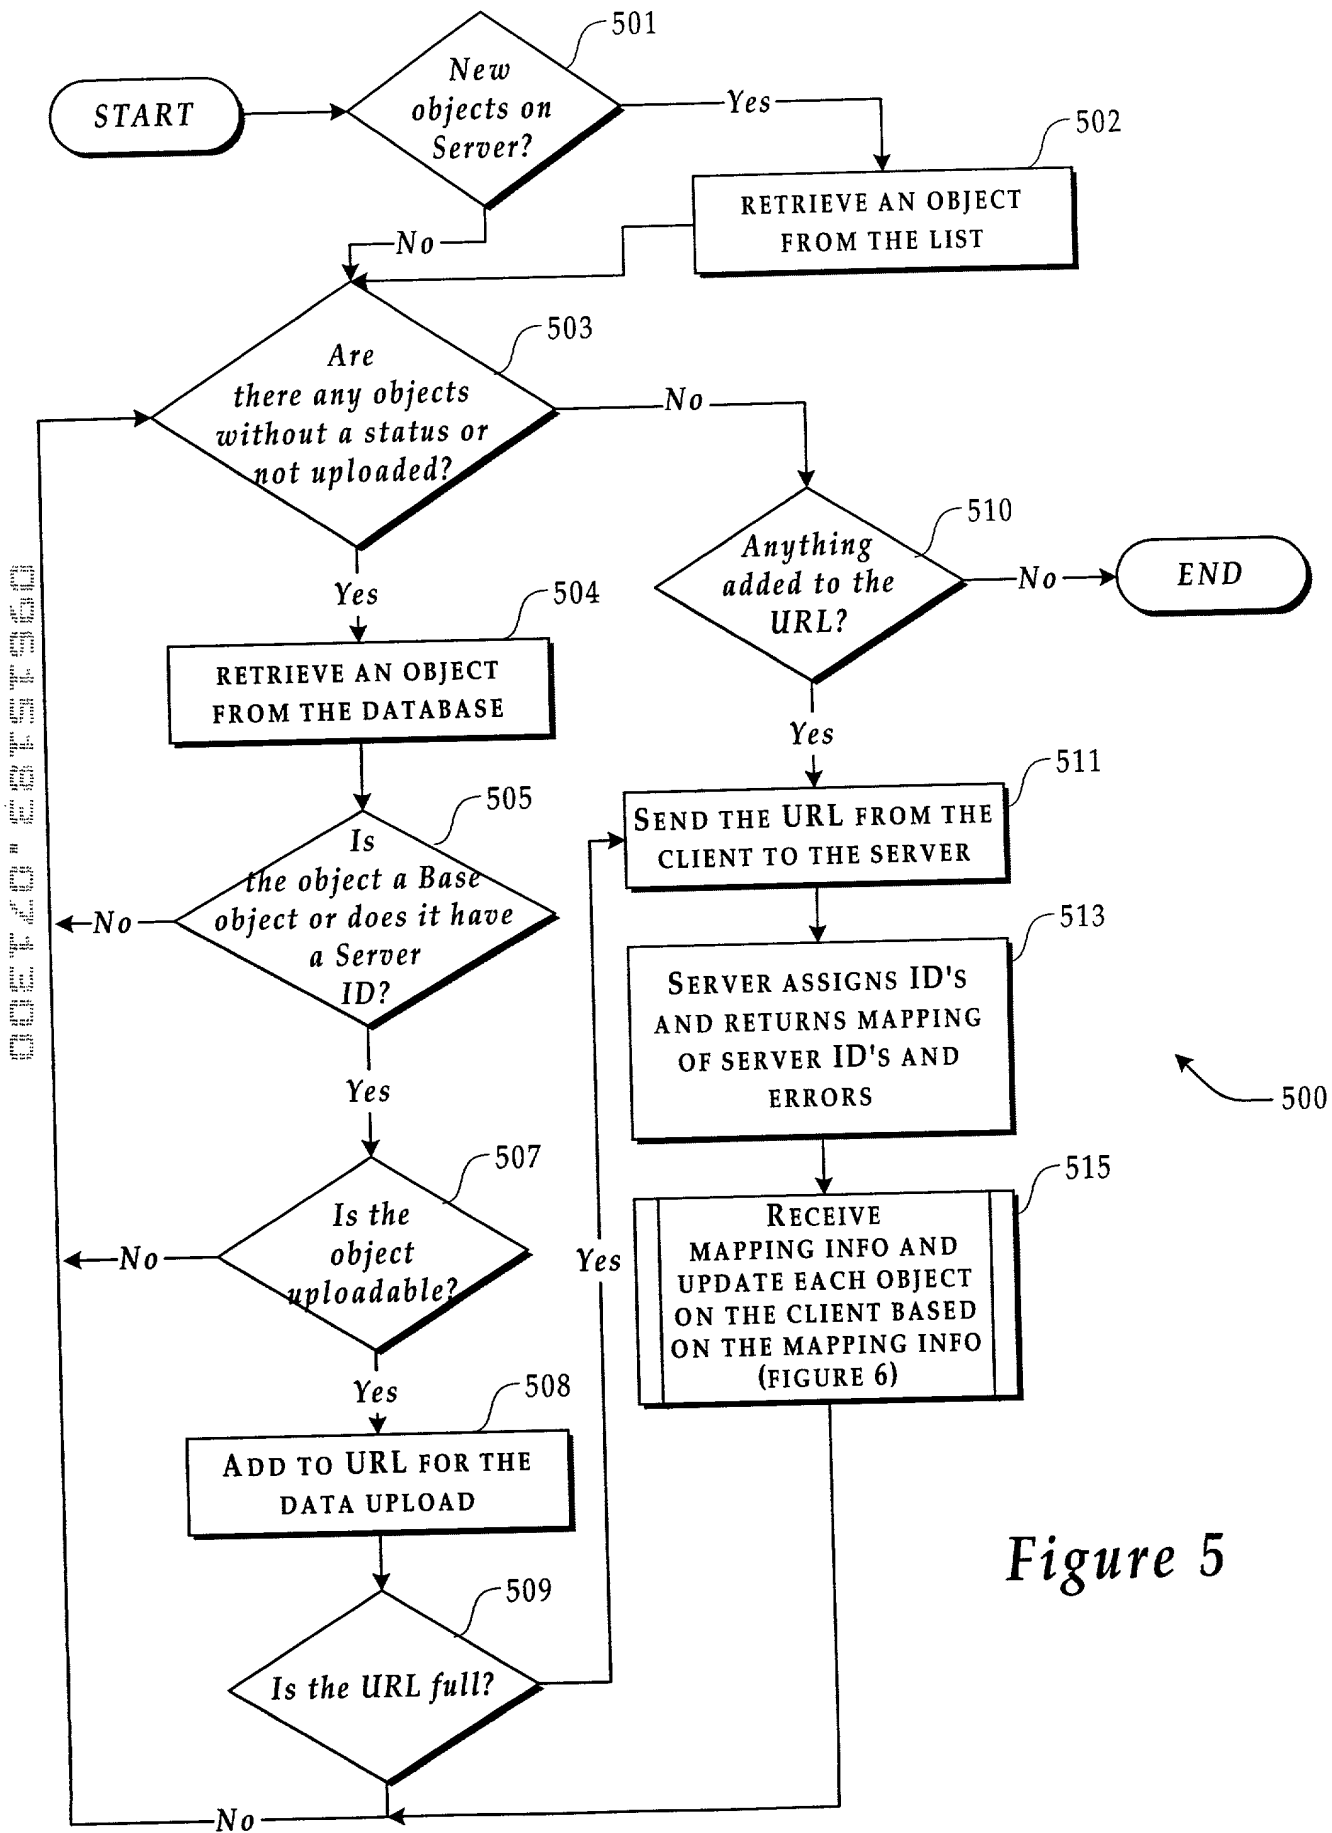 501
New
objects on
Server?
START
Yes
502
RETRIEVE AN OBJECT
FROM THE LIST
No
503
Are
there any objects
without a status or
not uploaded?
No
510
Anything
added to the
URL?
No
END
Yes
504
RETRIEVE AN OBJECT
FROM THE DATABASE
Yes
511
SEND THE URL FROM THE
CLIENT TO THE SERVER
505
Is
the object a Base
object or does it have
a Server
ID?
No
513
SERVER ASSIGNS ID'S
AND RETURNS MAPPING
OF SERVER ID'S AND
ERRORS
500
Yes
507
Is the
object
uploadable?
No
Yes
515
RECEIVE
MAPPING INFO AND
UPDATE EACH OBJECT
ON THE CLIENT BASED
ON THE MAPPING INFO
(FIGURE 6)
Yes
508
ADD TO URL FOR THE
DATA UPLOAD
509
Is the URL full?
No
Figure 5